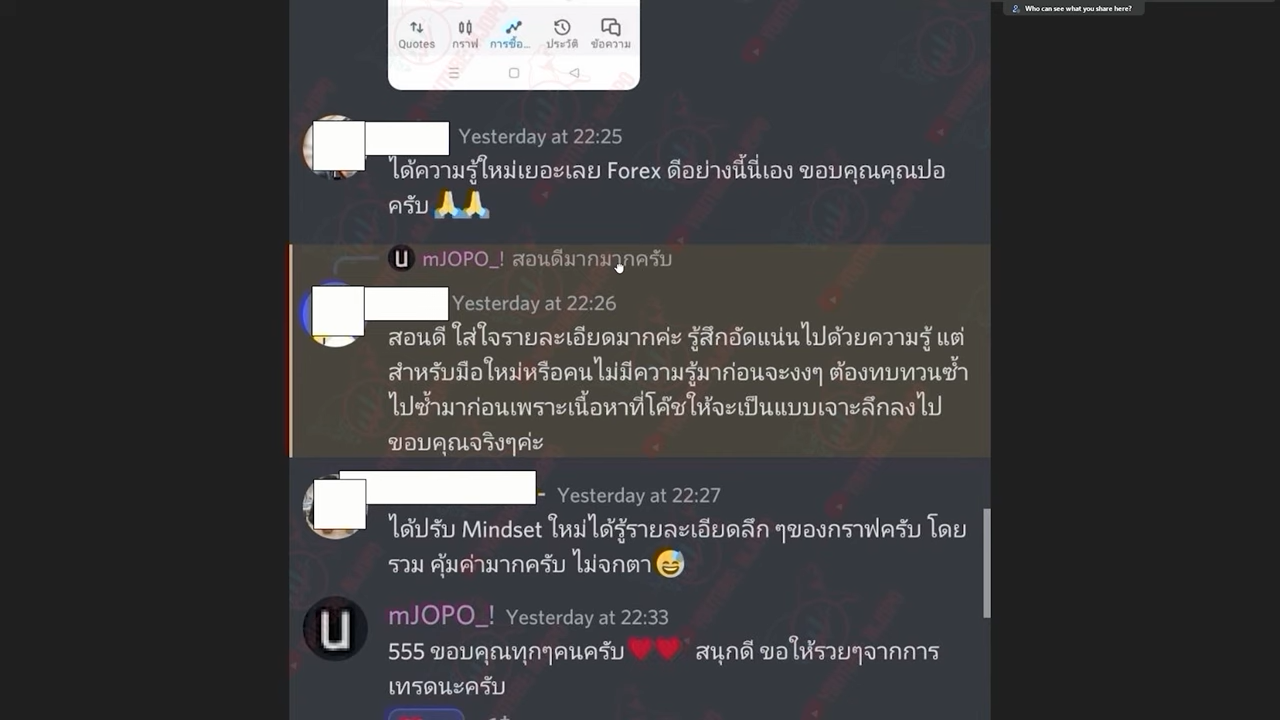 Who can see what you share here?
Quotes กราฟ การซื้อ... ประวัติ ข้อความ
Yesterday at 22:25
ได้ความรู้ใหม่เยอะเลย Forex ดีอย่างนี้นี่เอง ขอบคุณคุณปอ
ครับ🙏🙏
mJOPO_! สอนดีมากมากครับ
Yesterday at 22:26
สอนดี ใส่ใจรายละเอียดมากค่ะ รู้สึกอัดแน่นไปด้วยความรู้ แต่
สำหรับมือใหม่หรือคนไม่มีความรู้มาก่อนจะงงๆ ต้องทบทวนซ้ำ
ไปซ้ำมาก่อนเพราะเนื้อหาที่โค๊ชให้จะเป็นแบบเจาะลึกลงไป
ขอบคุณจริงๆค่ะ
Yesterday at 22:27
ได้ปรับ Mindset ใหม่ได้รู้รายละเอียดลึก ๆของกราฟครับ โดย
รวม คุ้มค่ามากครับ ไม่จกตา😅
mJOPO_! Yesterday at 22:33
555 ขอบคุณทุกๆคนครับ♥️♥️ สนุกดี ขอให้รวยๆจากการ
เทรดนะครับ